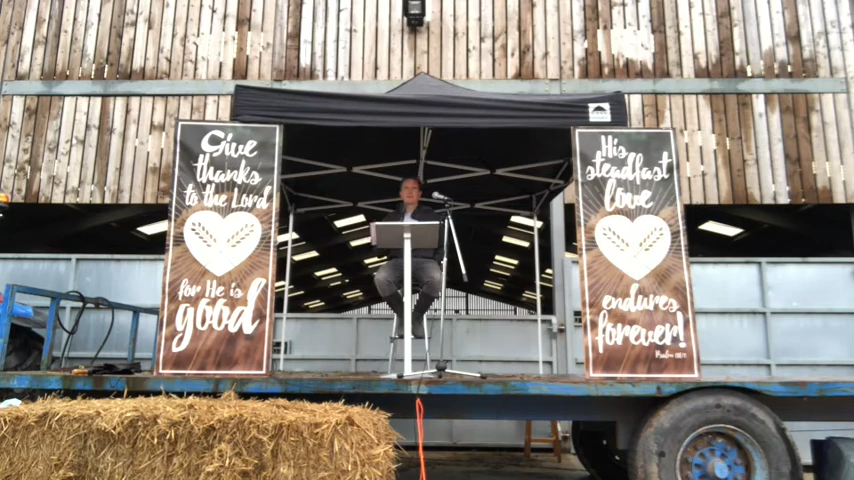 Give
thanks
to the Lord
for He is
good
His
steadfast
love
endures
forever!